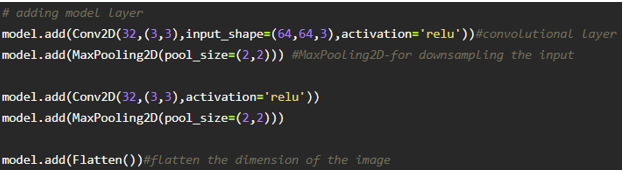 # adding model layer
model.add(Conv2D(32,(3,3),input_shape=(64,64,3),activation='relu'))#convolutional layer
model.add(MaxPooling2D(pool_size=(2,2))) #MaxPooling2D-for downsampling the input
model.add(Conv2D(32,(3,3),activation='relu'))
model.add(MaxPooling2D(pool_size=(2,2)))
model.add(Flatten())#flatten the dimension of the image